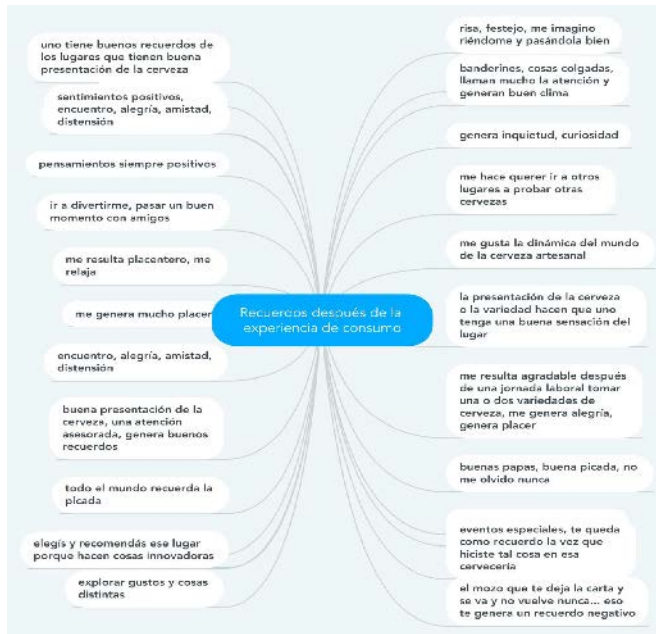 uno tiene buenos recuerdos de
los lugares que tienen buena
presentación de la cerveza
sentimientos positivos,
encuentro, alegría, amistad,
distensión
pensamientos siempre positivos
ir a divertirme, pasar un buen
momento con amigos
me resulta placentero, me
relaja
me genera mucho placer
encuentro, alegría, amistad,
distensión
buena presentación de la
cerveza, una atención
asesorada, genera buenos
recuerdos
todo el mundo recuerda la
picada
elegís y recomendás ese lugar
porque hacen cosas innovadoras
explorar gustos y cosas
distintas
Recuerdos después de la
experiencia de consumo
risa, festejo, me imagino
riéndome y pasándola bien
banderines, cosas colgadas,
llaman mucho la atención y
generan buen clima
genera inquietud, curiosidad
me hace querer ir a otros
lugares a probar otras
cervezas
me gusta la dinámica del mundo
de la cerveza artesanal
la presentación de la cerveza
o la variedad hacen que uno
tenga una buena sensación del
lugar
me resulta agradable después
de una jornada laboral tomar
una o dos variedades de
cerveza, me genera alegría,
genera placer
buenas papas, buena picada, no
me olvido nunca
eventos especiales, te queda
como recuerdo la vez que
hiciste tal cosa en esa
cervecería
el mozo que te deja la carta y
se va y no vuelve nunca... eso
te genera un recuerdo negativo